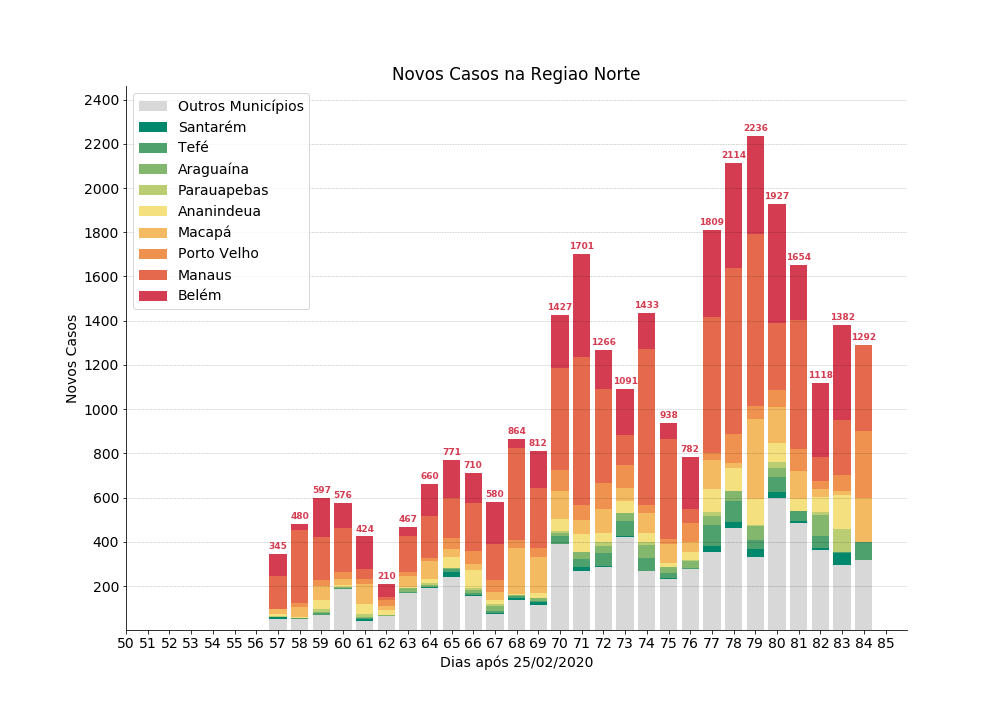 Novos Casos na Regiao Norte
Novos Casos
2400
2200
2000
1800
1600
1400
1200
1000
800
600
400
200
Outros Municípios
Santarém
Tefé
Araguaína
Parauapebas
Ananindeua
Macapá
Porto Velho
Manaus
Belém
345 480 597 576 424 210 467 660 771 710 580 864 812 1427 1701 1266 1091 1433 938 782 1809 2114 2236 1927 1654 1118 1382 1292
50 51 52 53 54 55 56 57 58 59 60 61 62 63 64 65 66 67 68 69 70 71 72 73 74 75 76 77 78 79 80 81 82 83 84 85
Dias após 25/02/2020